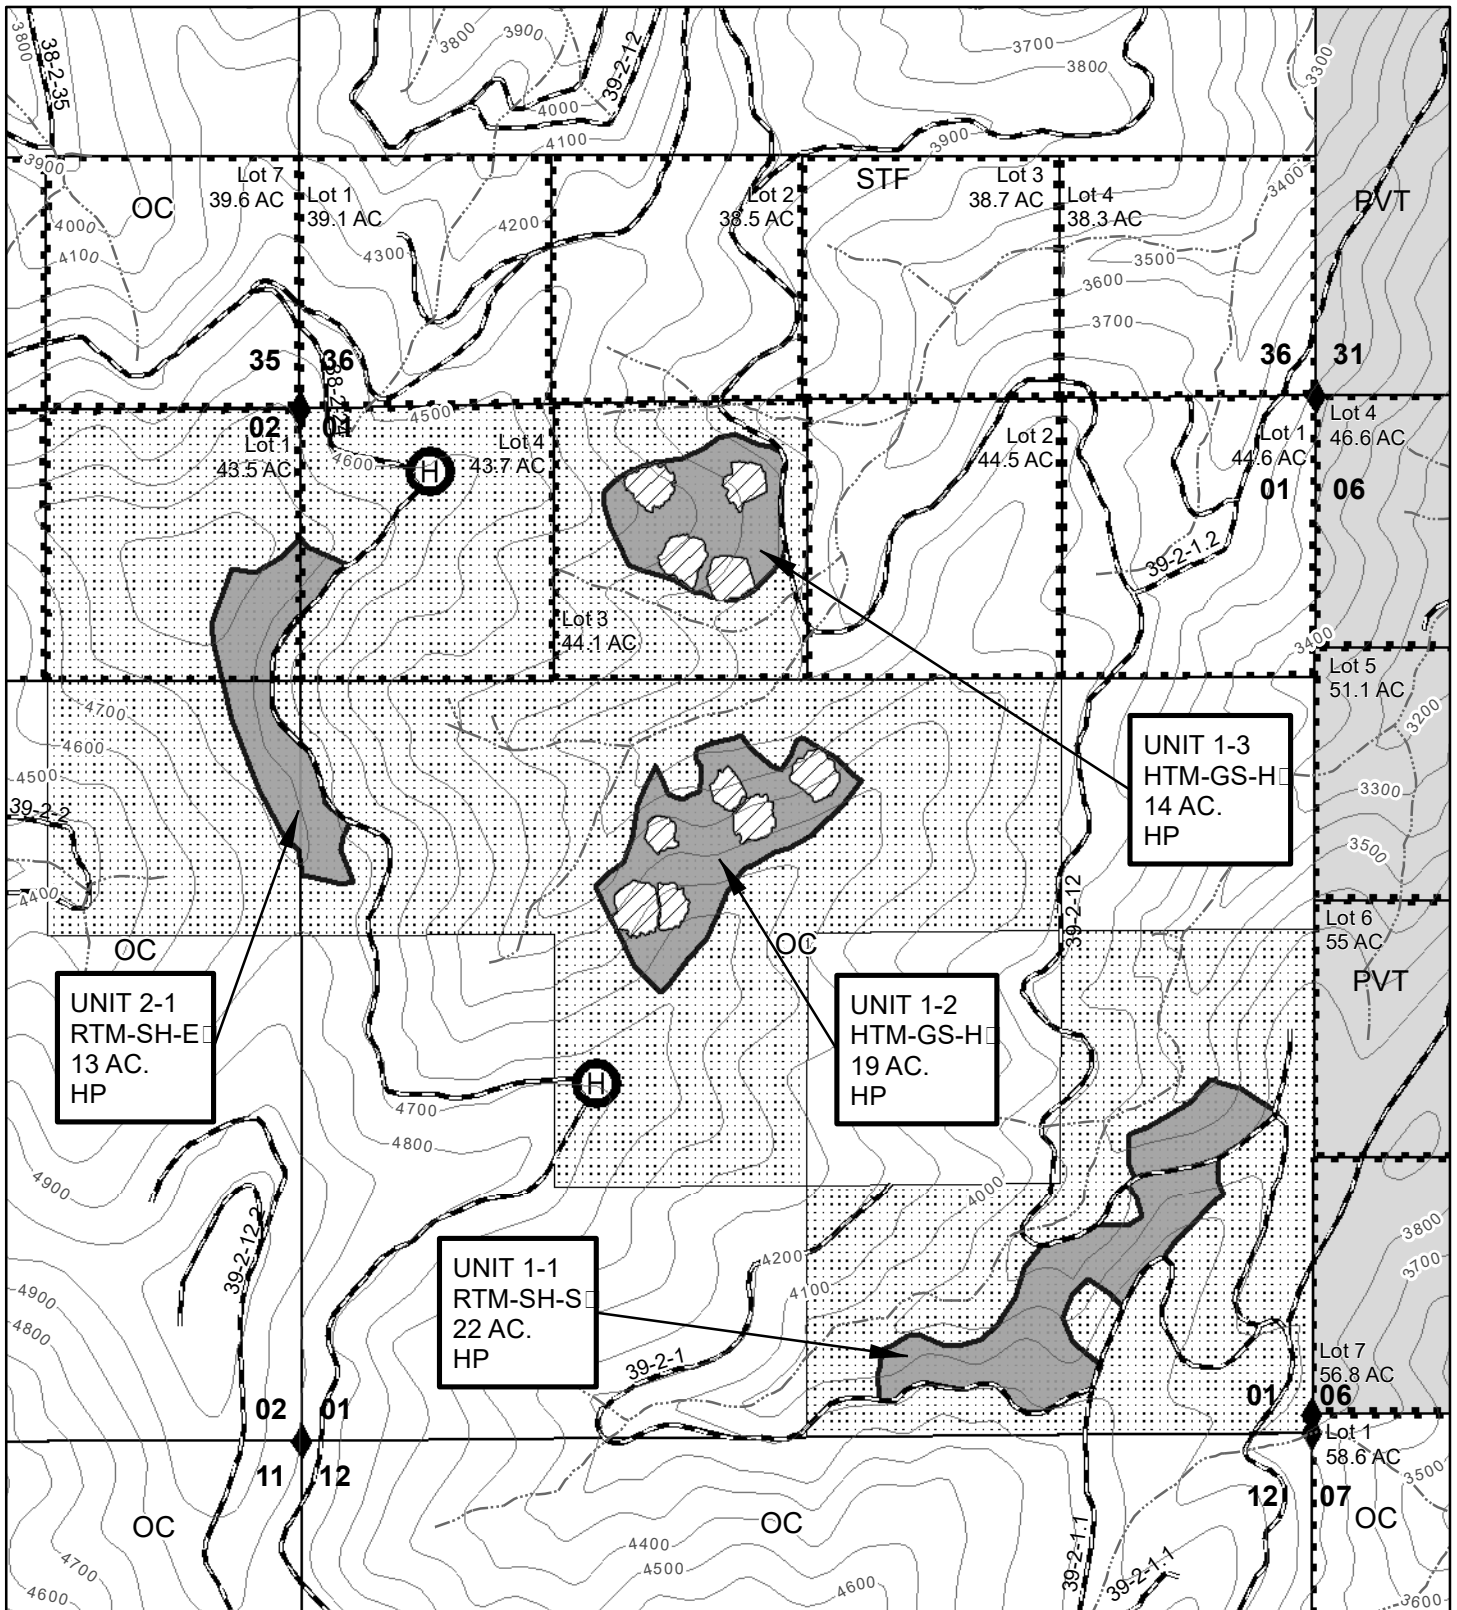 3800
38-2-35
3800
3900
39-2-12
4000
4100
3700
3800
3900
3300
3900
OC
Lot 7
39.6 AC
Lot 1
39.1 AC
4200
Lot 2
38.5 AC
STF
Lot 3
38.7 AC
Lot 4
38.3 AC
3400
PVT
4000
4100
4300
3500
3600
3700
35
36
36
31
02
01
4500
Lot 1
43.5 AC
4600
H
Lot 4
43.7 AC
Lot 2
44.5 AC
Lot 1
44.6 AC
01
06
Lot 4
46.6 AC
39-2-1.2
Lot 3
44.1 AC
3400
Lot 5
51.1 AC
3200
4700
4600
4500
39-2-2
4400
UNIT 1-3
HTM-GS-H
14 AC.
HP
3300
3500
39-2-12
Lot 6
55 AC
OC
OC
PVT
UNIT 2-1
RTM-SH-E
13 AC.
HP
UNIT 1-2
HTM-GS-H
19 AC.
HP
H
4700
4800
4900
39-2-12.2
4000
3800
3700
UNIT 1-1
RTM-SH-S
22 AC.
HP
4200
4100
4900
4800
39-2-1
Lot 7
56.8 AC
02
01
01
06
Lot 1
58.6 AC
3500
11
12
12
07
OC
OC
OC
4400
4500
4600
4700
4600
39-2-1.1
39-2-1.1
3600